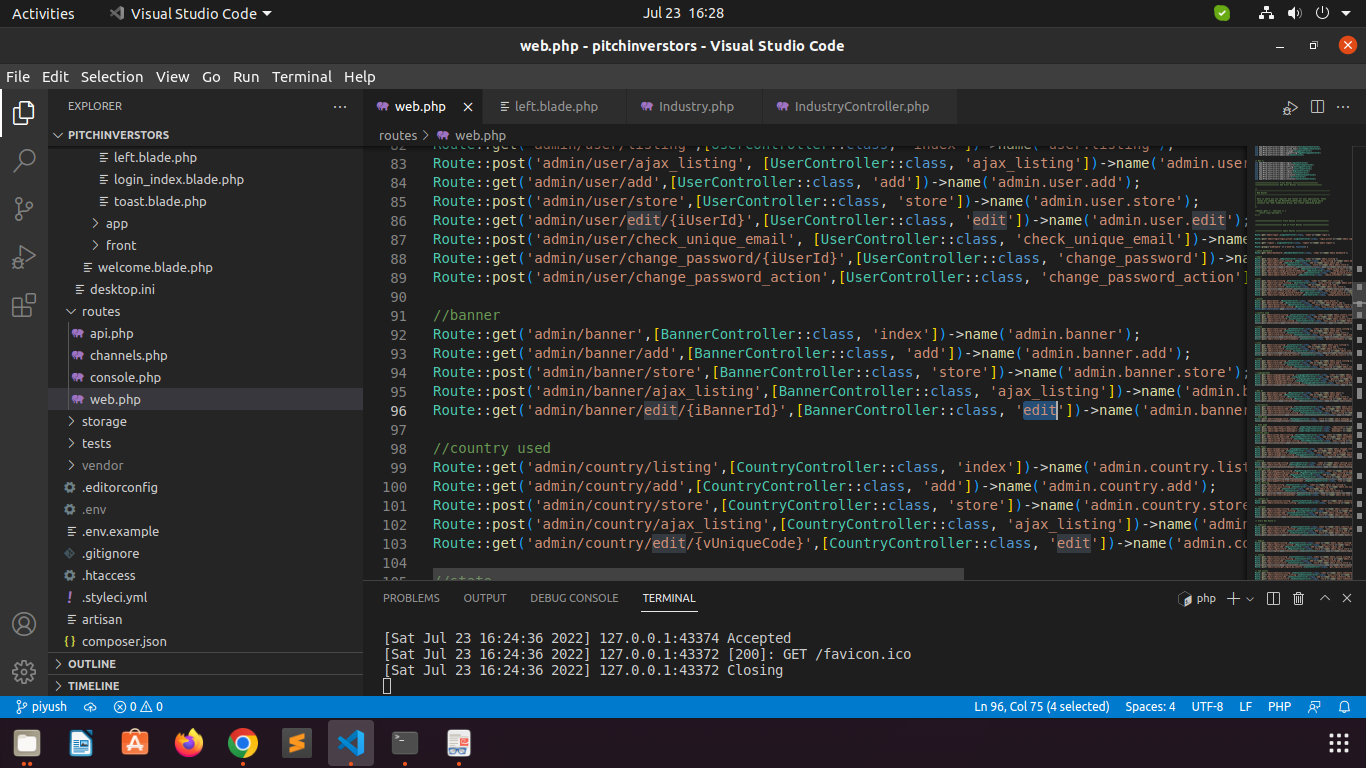 Activities
Visual Studio Code
Jul 23 16:28
web.php - pitchinverstors - Visual Studio Code
File Edit Selection View Go Run Terminal Help
EXPLORER
PITCHINVERSTORS
left.blade.php
login_index.blade.php
toast.blade.php
app
front
welcome.blade.php
desktop.ini
routes
api.php
channels.php
console.php
web.php
storage
tests
vendor
.editorconfig
.env
.env.example
.gitignore
.htaccess
.styleci.yml
artisan
composer.json
OUTLINE
TIMELINE
web.php
left.blade.php
Industry.php
IndustryController.php
routes > web.php
82 Route::get('admin/user/listing',[UserController::class, 'index'])->name('user.listing');
83 Route::post('admin/user/ajax_listing', [UserController::class, 'ajax_listing'])->name('admin.user
84 Route::get('admin/user/add',[UserController::class, 'add'])->name('admin.user.add');
85 Route::post('admin/user/store',[UserController::class, 'store'])->name('admin.user.store');
86 Route::get('admin/user/edit/{iUserId}',[UserController::class, 'edit'])->name('admin.user.edit');
87 Route::post('admin/user/check_unique_email', [UserController::class, 'check_unique_email'])->name
88 Route::get('admin/user/change_password/{iUserId}',[UserController::class, 'change_password'])->na
89 Route::post('admin/user/change_password_action',[UserController::class, 'change_password_action']
90
91 //banner
92 Route::get('admin/banner',[BannerController::class, 'index'])->name('admin.banner');
93 Route::get('admin/banner/add',[BannerController::class, 'add'])->name('admin.banner.add');
94 Route::post('admin/banner/store',[BannerController::class, 'store'])->name('admin.banner.store');
95 Route::post('admin/banner/ajax_listing',[BannerController::class, 'ajax_listing'])->name('admin.b
96 Route::get('admin/banner/edit/{iBannerId}',[BannerController::class, 'edit'])->name('admin.banner
97
98 //country used
99 Route::get('admin/country/listing',[CountryController::class, 'index'])->name('admin.country.list
100 Route::get('admin/country/add',[CountryController::class, 'add'])->name('admin.country.add');
101 Route::post('admin/country/store',[CountryController::class, 'store'])->name('admin.country.store
102 Route::post('admin/country/ajax_listing',[CountryController::class, 'ajax_listing'])->name('admin
103 Route::get('admin/country/edit/{vUniqueCode}',[CountryController::class, 'edit'])->name('admin.co
104
105 //state
PROBLEMS OUTPUT DEBUG CONSOLE TERMINAL
php
[Sat Jul 23 16:24:36 2022] 127.0.0.1:43374 Accepted
[Sat Jul 23 16:24:36 2022] 127.0.0.1:43372 [200]: GET /favicon.ico
[Sat Jul 23 16:24:36 2022] 127.0.0.1:43372 Closing
piyush
0 0
Ln 96, Col 75 (4 selected) Spaces: 4 UTF-8 LF PHP